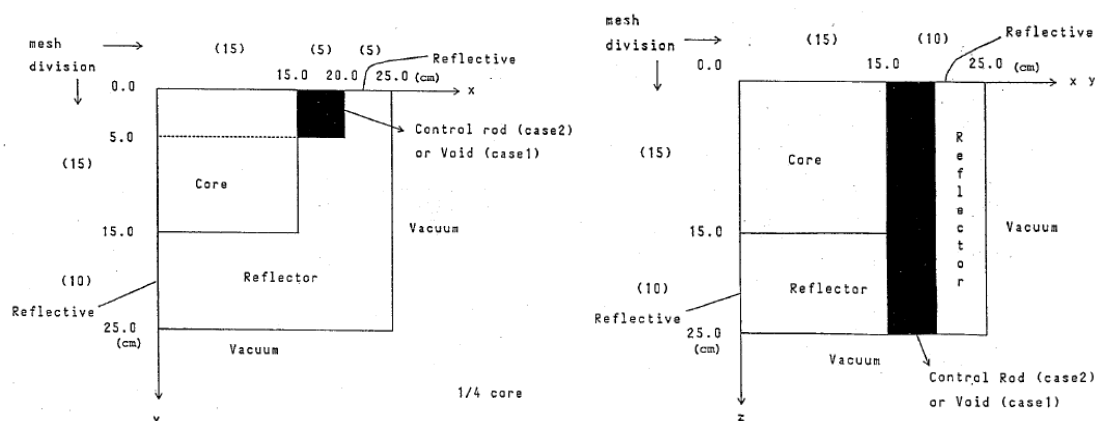 mesh
division
(15)
(5)
(5)
Reflective
15.0
20.0
25.0 (cm)
0.0
x
5.0
Control rod (case2)
or Void (case1)
(15)
Core
15.0
Vacuum
Reflector
(10)
Reflective
25.0
(cm)
Vacuum
1/4 core
y
mesh
division
(15)
(10)
Reflective
0.0
15.0
25.0
(cm)
x y
(15)
Core
Reflector
15.0
Vacuum
(10)
Reflector
Reflective
25.0
(cm)
Vacuum
Control Rod (case2)
or Void (case1)
z